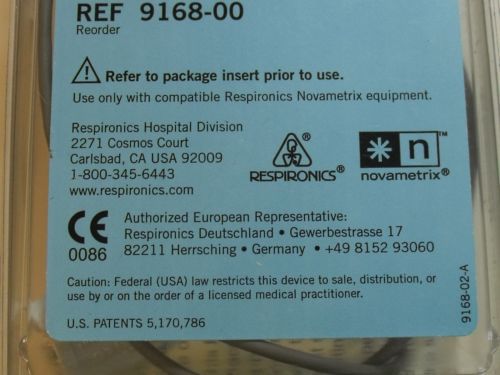 REF 9168-00
Reorder
Refer to package insert prior to use.
Use only with compatible Respironics Novametrix equipment.
Respironics Hospital Division
2271 Cosmos Court
Carlsbad, CA USA 92009
1-800-345-6443
www.respironics.com
RESPIRONICS®
n™
novametrix®
CE
0086
Authorized European Representative:
Respironics Deutschland • Gewerbestrasse 17
82211 Herrsching • Germany • +49 8152 93060
Caution: Federal (USA) law restricts this device to sale, distribution, or
use by or on the order of a licensed medical practitioner.
U.S. PATENTS 5,170,786
9168-02-A